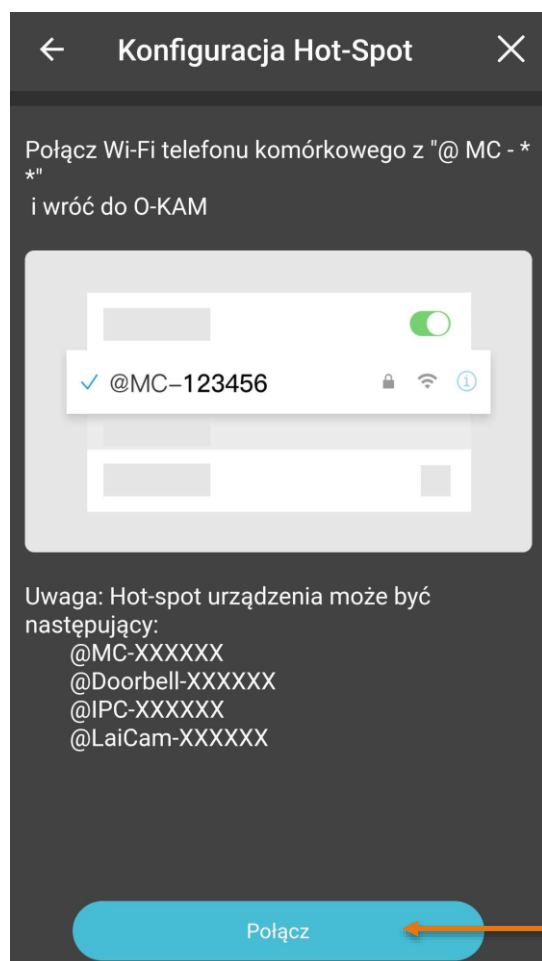 Konfiguracja Hot-Spot
Połącz Wi-Fi telefonu komórkowego z "@ MC - *
*"
i wróć do O-KAM
@MC-123456
Uwaga: Hot-spot urządzenia może być
następujący:
@MC-XXXXXX
@Doorbell-XXXXXX
@IPC-XXXXXX
@LaiCam-XXXXXX
Połącz